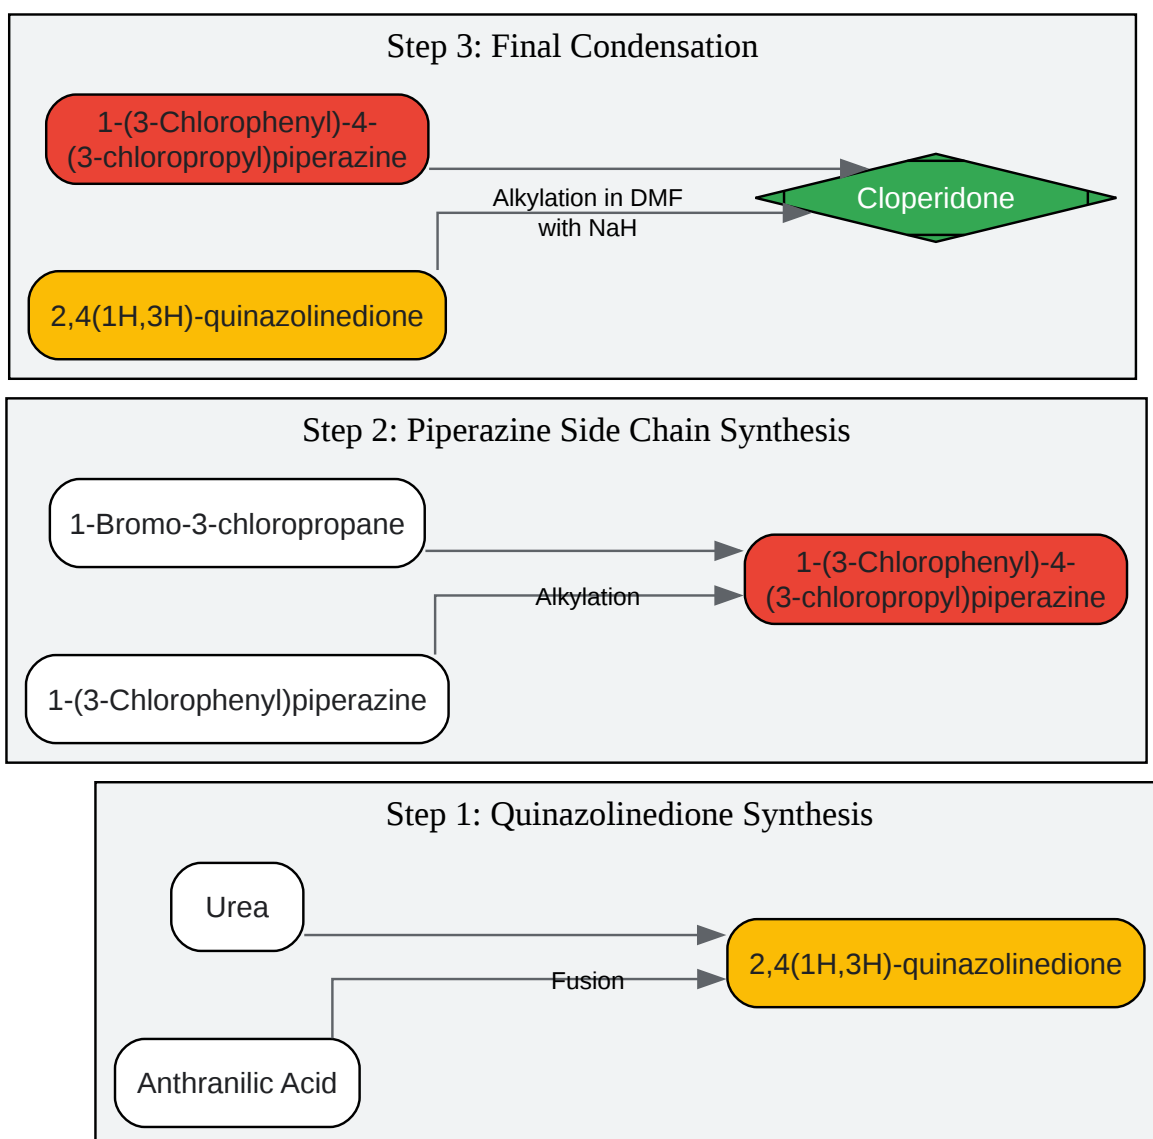 Step 3: Final Condensation
1-(3-Chlorophenyl)-4-
(3-chloropropyl)piperazine
Alkylation in DMF
with NaH
Cloperidone
2,4(1H,3H)-quinazolinedione
Step 2: Piperazine Side Chain Synthesis
1-Bromo-3-chloropropane
1-(3-Chlorophenyl)-4-
(3-chloropropyl)piperazine
Alkylation
1-(3-Chlorophenyl)piperazine
Step 1: Quinazolinedione Synthesis
Urea
2,4(1H,3H)-quinazolinedione
Fusion
Anthranilic Acid